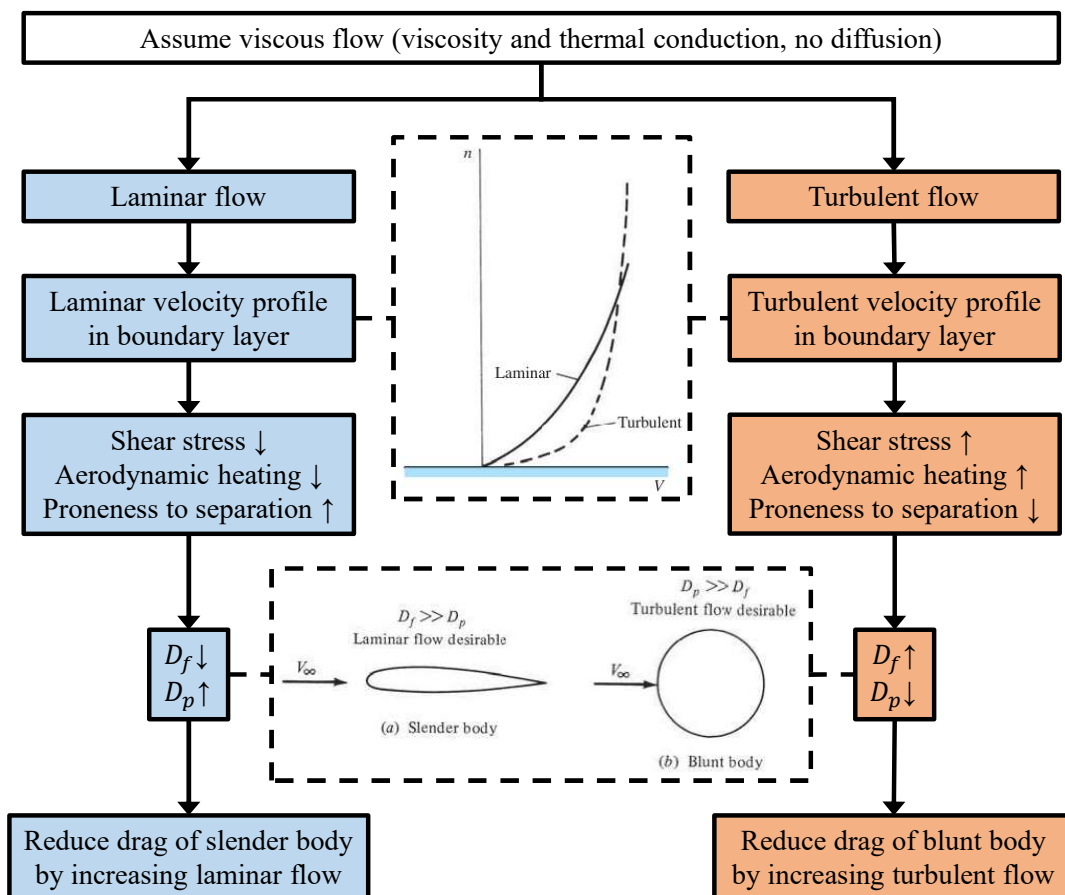 Assume viscous flow (viscosity and thermal conduction, no diffusion)
Laminar flow
Turbulent flow
Laminar velocity profile
in boundary layer
n
Laminar
Turbulent
V
Turbulent velocity profile
in boundary layer
Shear stress ↓
Aerodynamic heating ↓
Proneness to separation ↑
Shear stress ↑
Aerodynamic heating ↑
Proneness to separation ↓
D_f ↓
D_p ↑
D_f >> D_p
Laminar flow desirable
V_∞
(a) Slender body
D_p >> D_f
Turbulent flow desirable
V_∞
(b) Blunt body
D_f ↑
D_p ↓
Reduce drag of slender body
by increasing laminar flow
Reduce drag of blunt body
by increasing turbulent flow